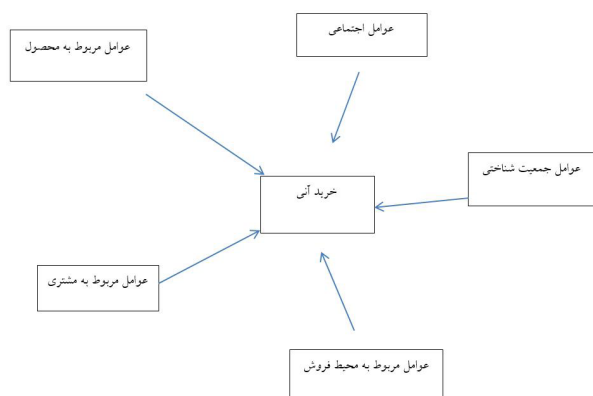 عوامل اجتماعی
عوامل مربوط به محصول
عوامل جمعیت شناختی
خرید آنی
عوامل مربوط به مشتری
عوامل مربوط به محیط فروش